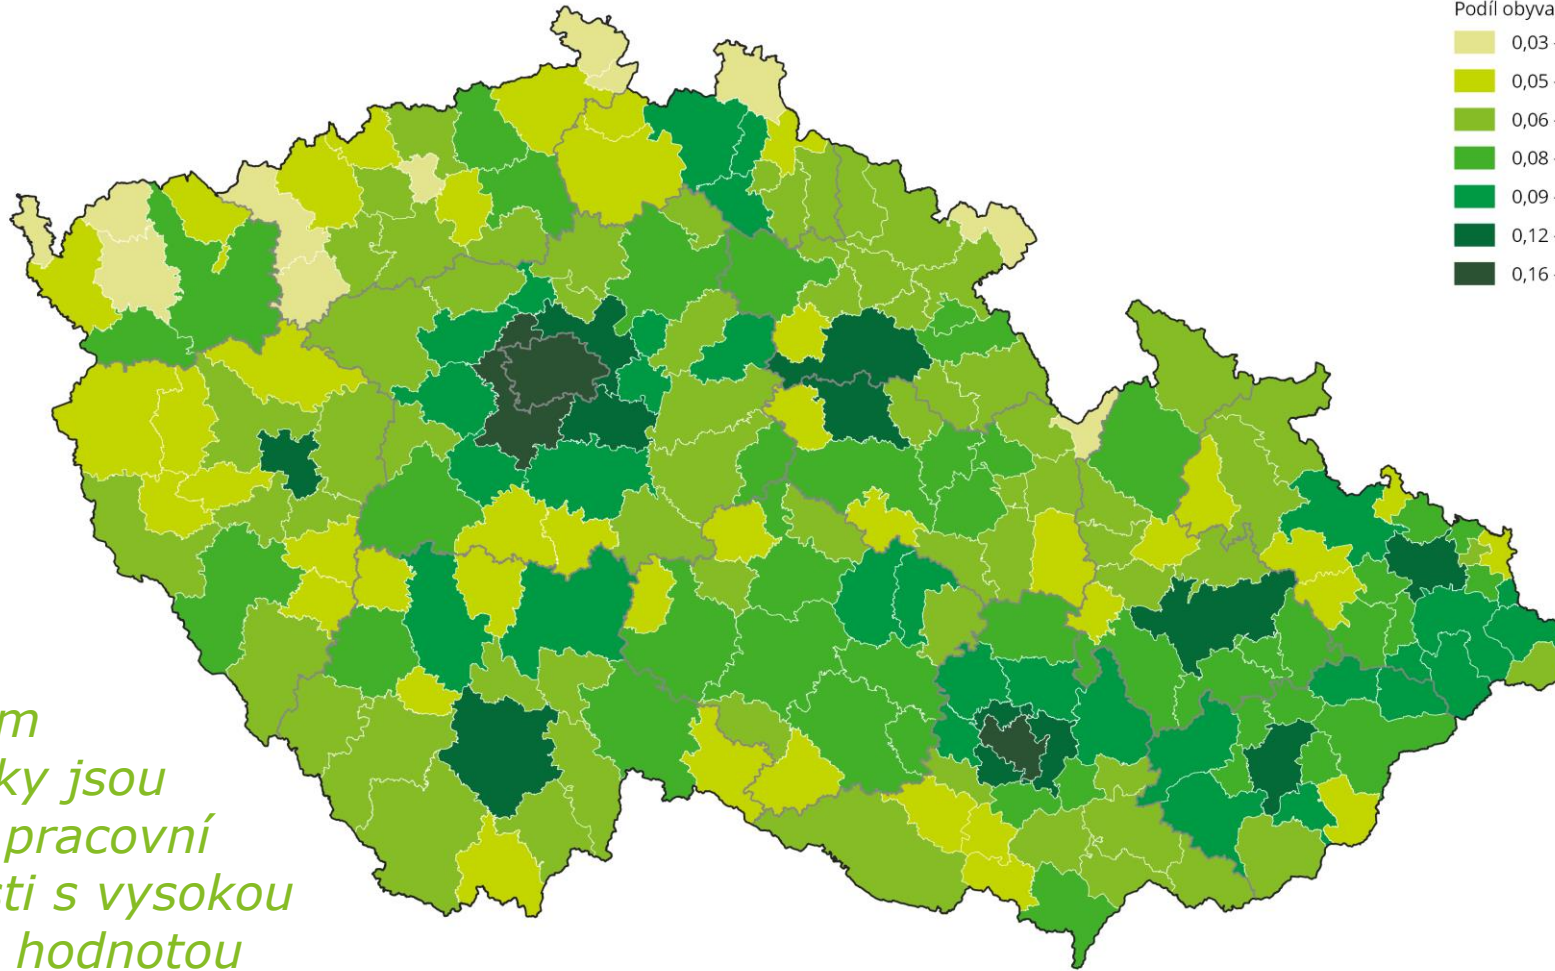 Podíl obyva
0,03 -
0,05 -
0,06 -
0,08 -
0,09 -
0,12 -
0,16 -
m
ky jsou
pracovní
sti s vysokou
hodnotou